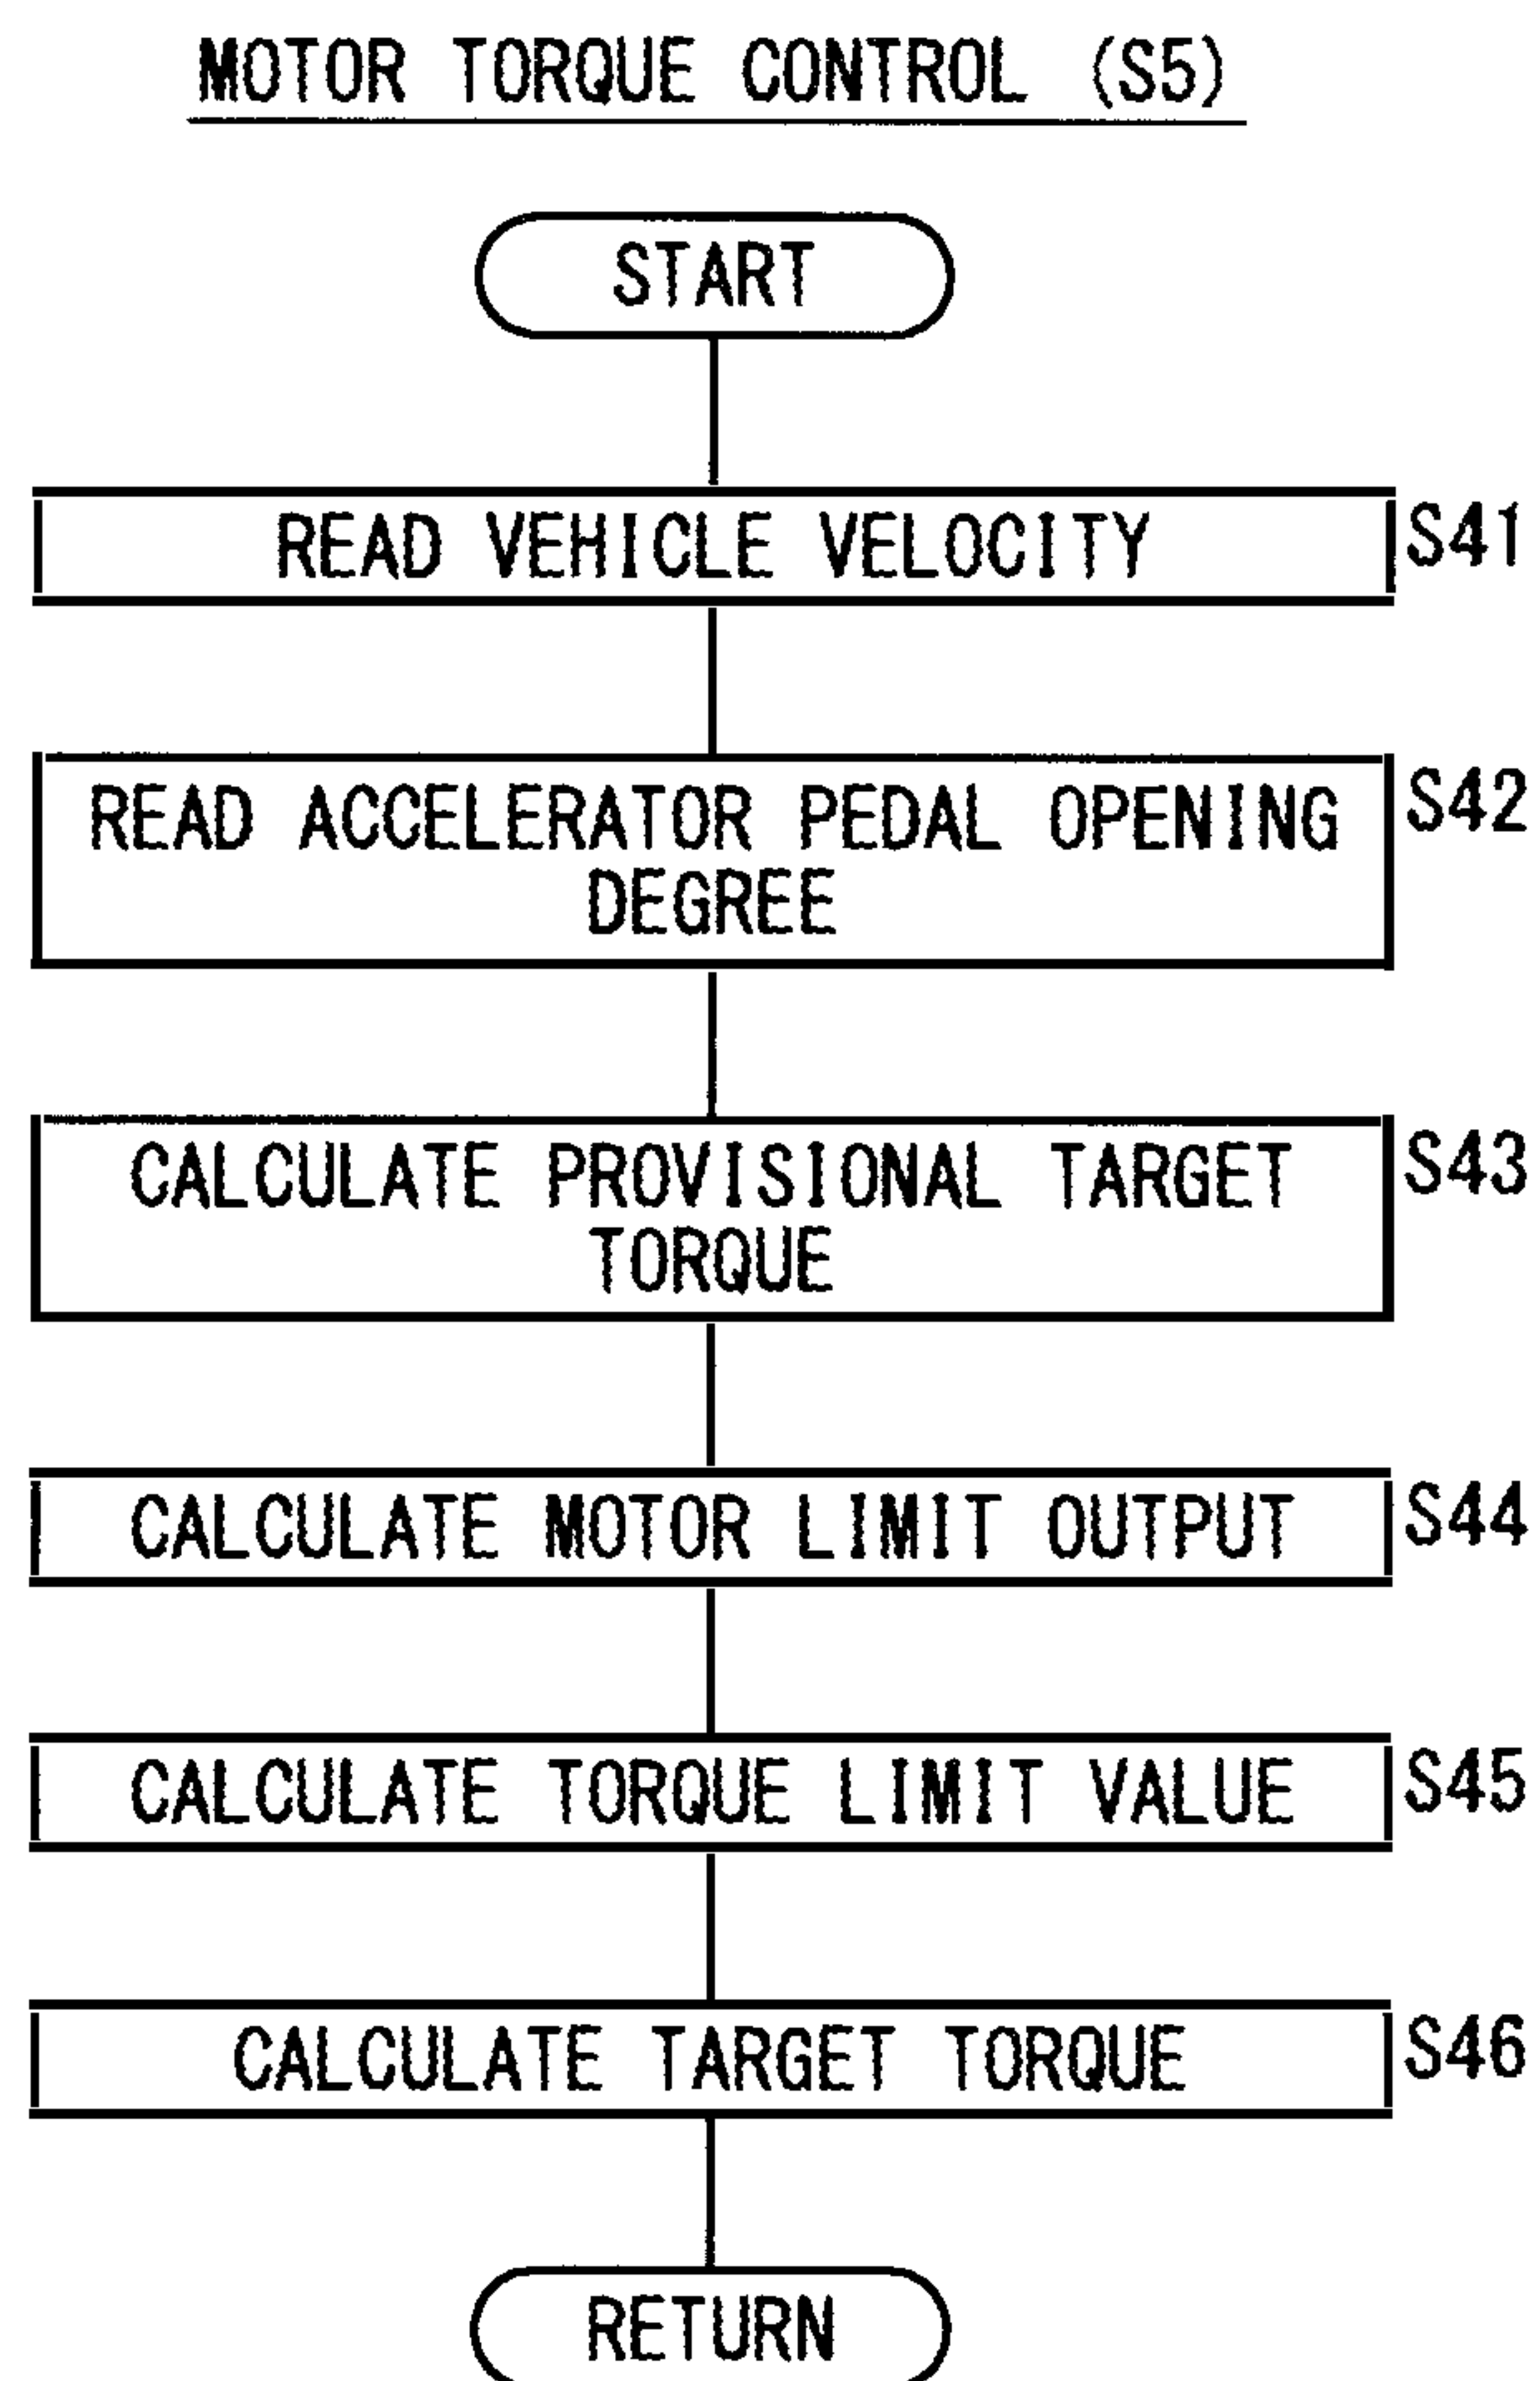 MOTOR TORQUE CONTROL (S5)
START
READ VEHICLE VELOCITY S41
READ ACCELERATOR PEDAL OPENING S42
DEGREE
CALCULATE PROVISIONAL TARGET S43
TORQUE
CALCULATE MOTOR LIMIT OUTPUT S44
CALCULATE TORQUE LIMIT VALUE S45
CALCULATE TARGET TORQUE S46
RETURN